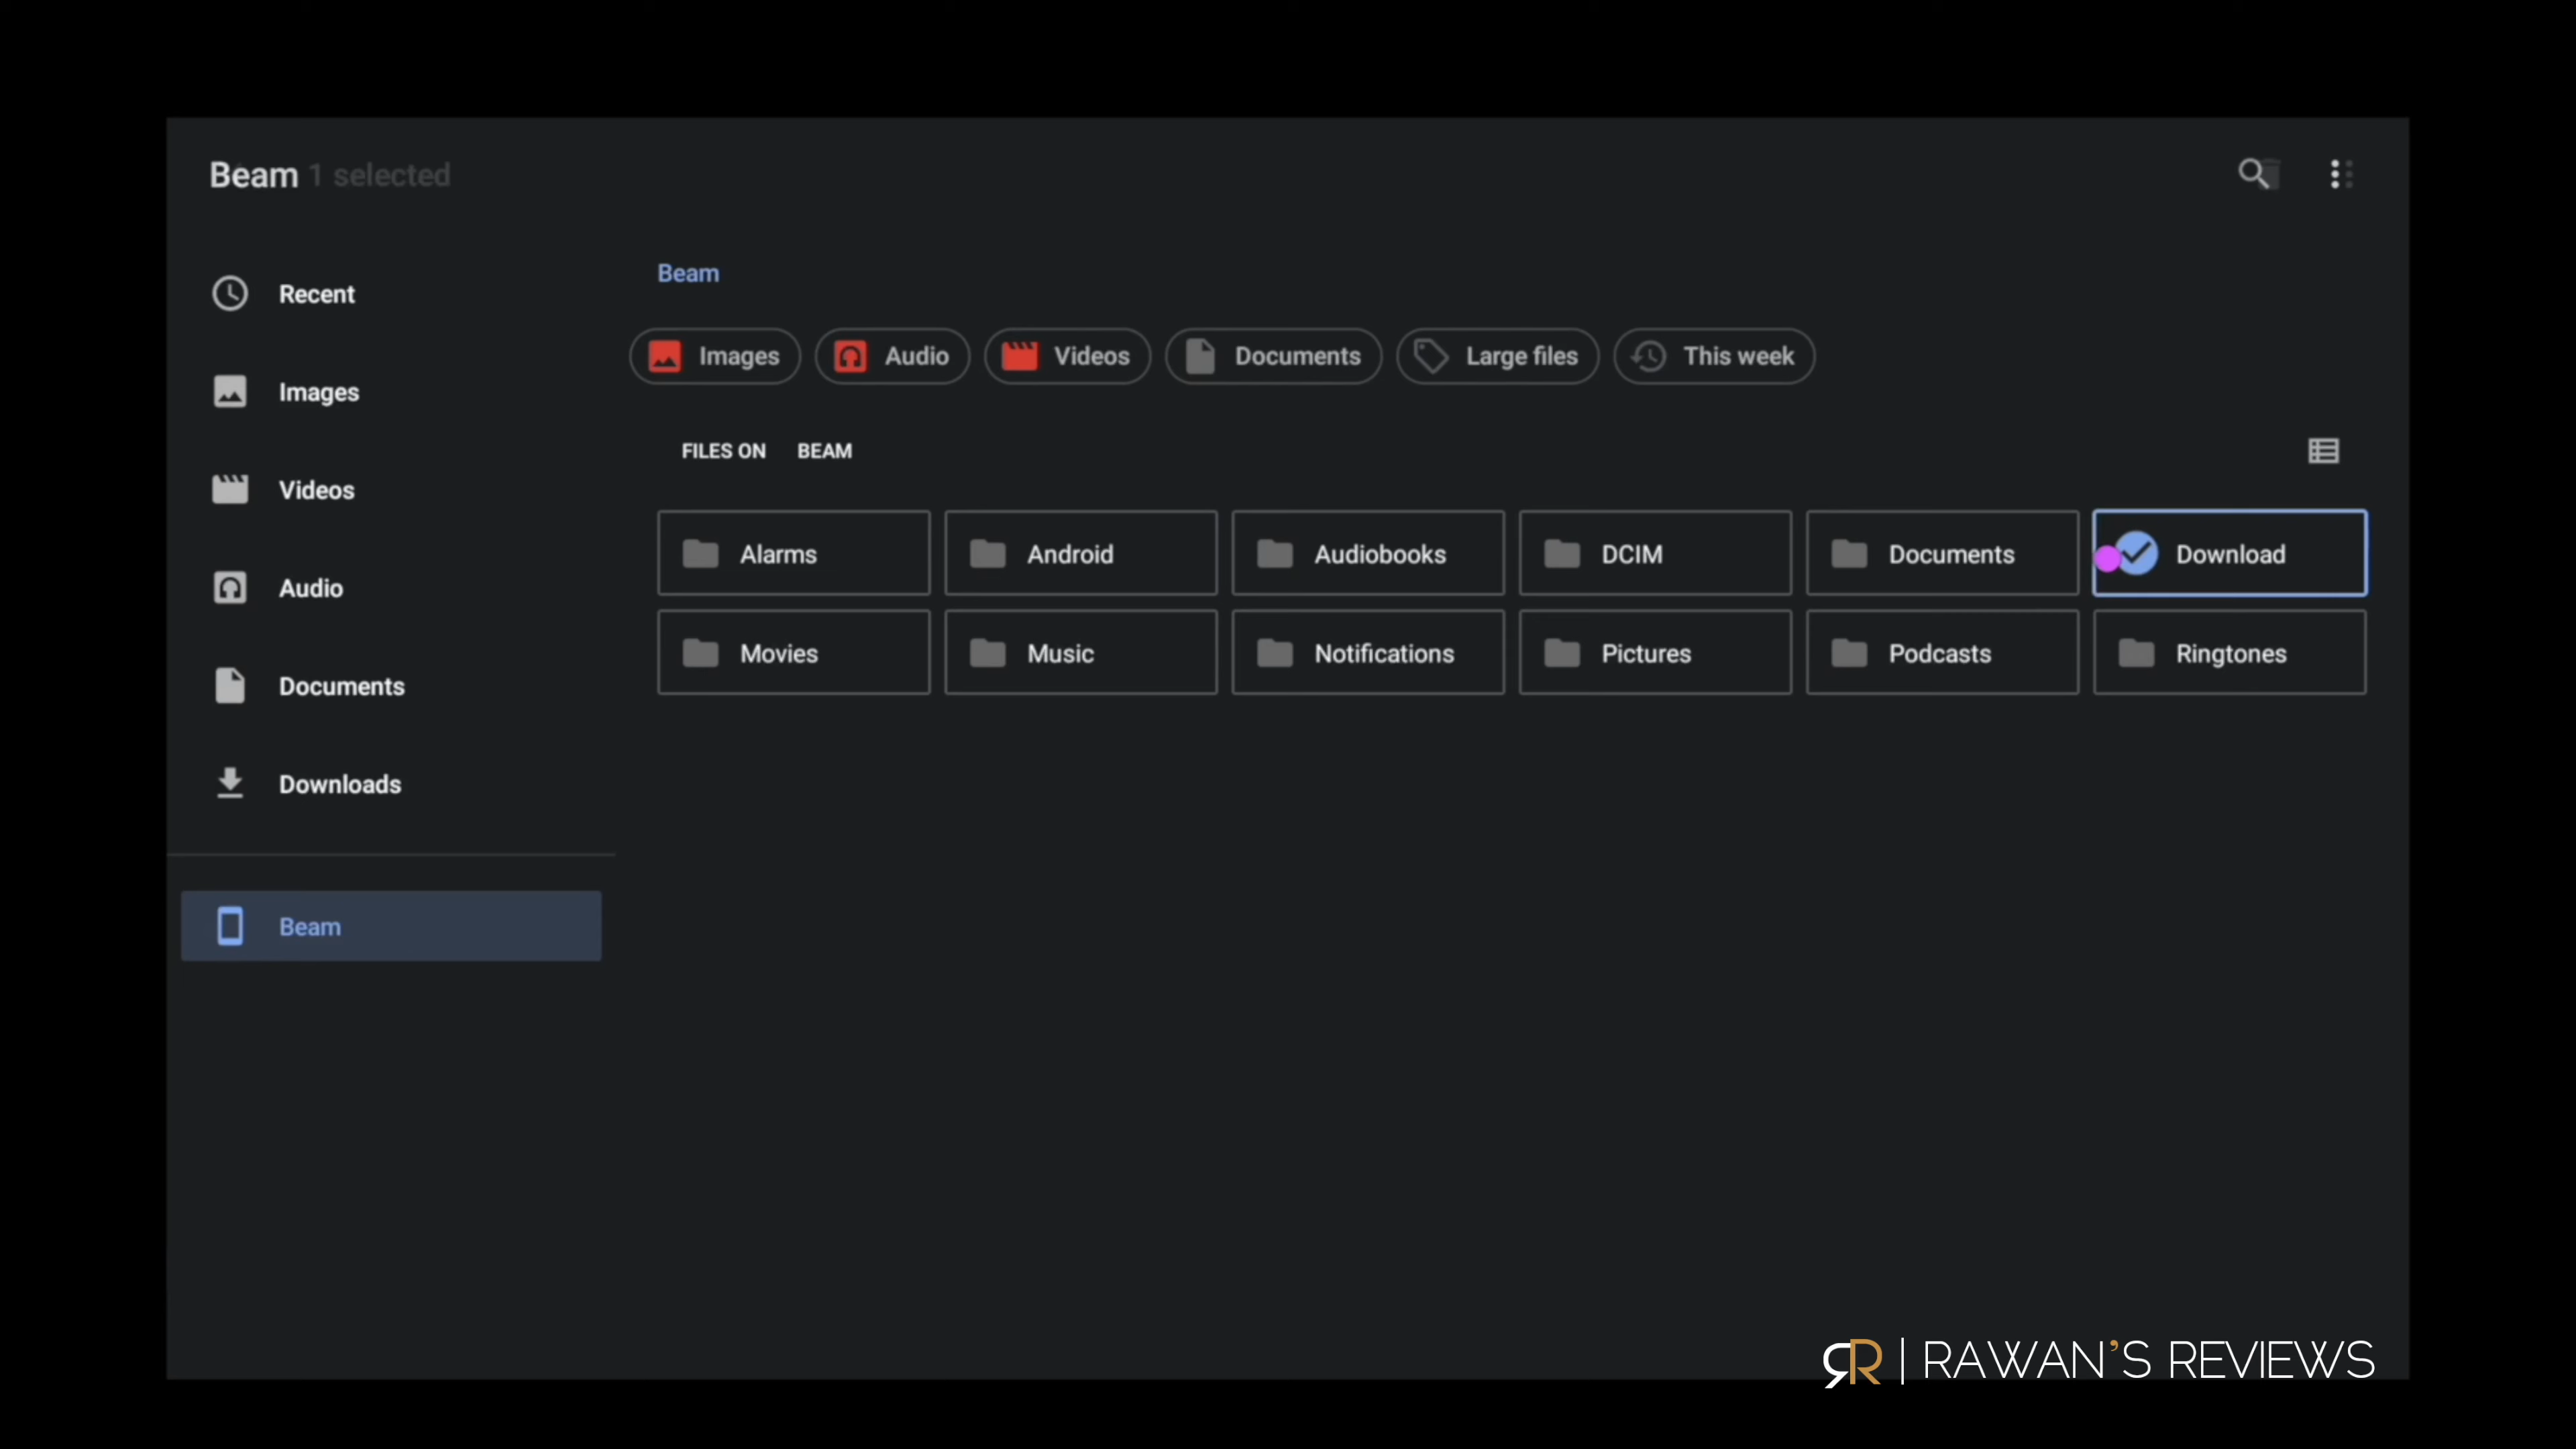 Beam 1 selected
Recent
Images
Videos
Audio
Documents
Downloads
Beam
Beam
Images Audio Videos Documents Large files This week
FILES ON BEAM
Alarms Android Audiobooks DCIM Documents Download
Movies Music Notifications Pictures Podcasts Ringtones
RR | RAWAN'S REVIEWS